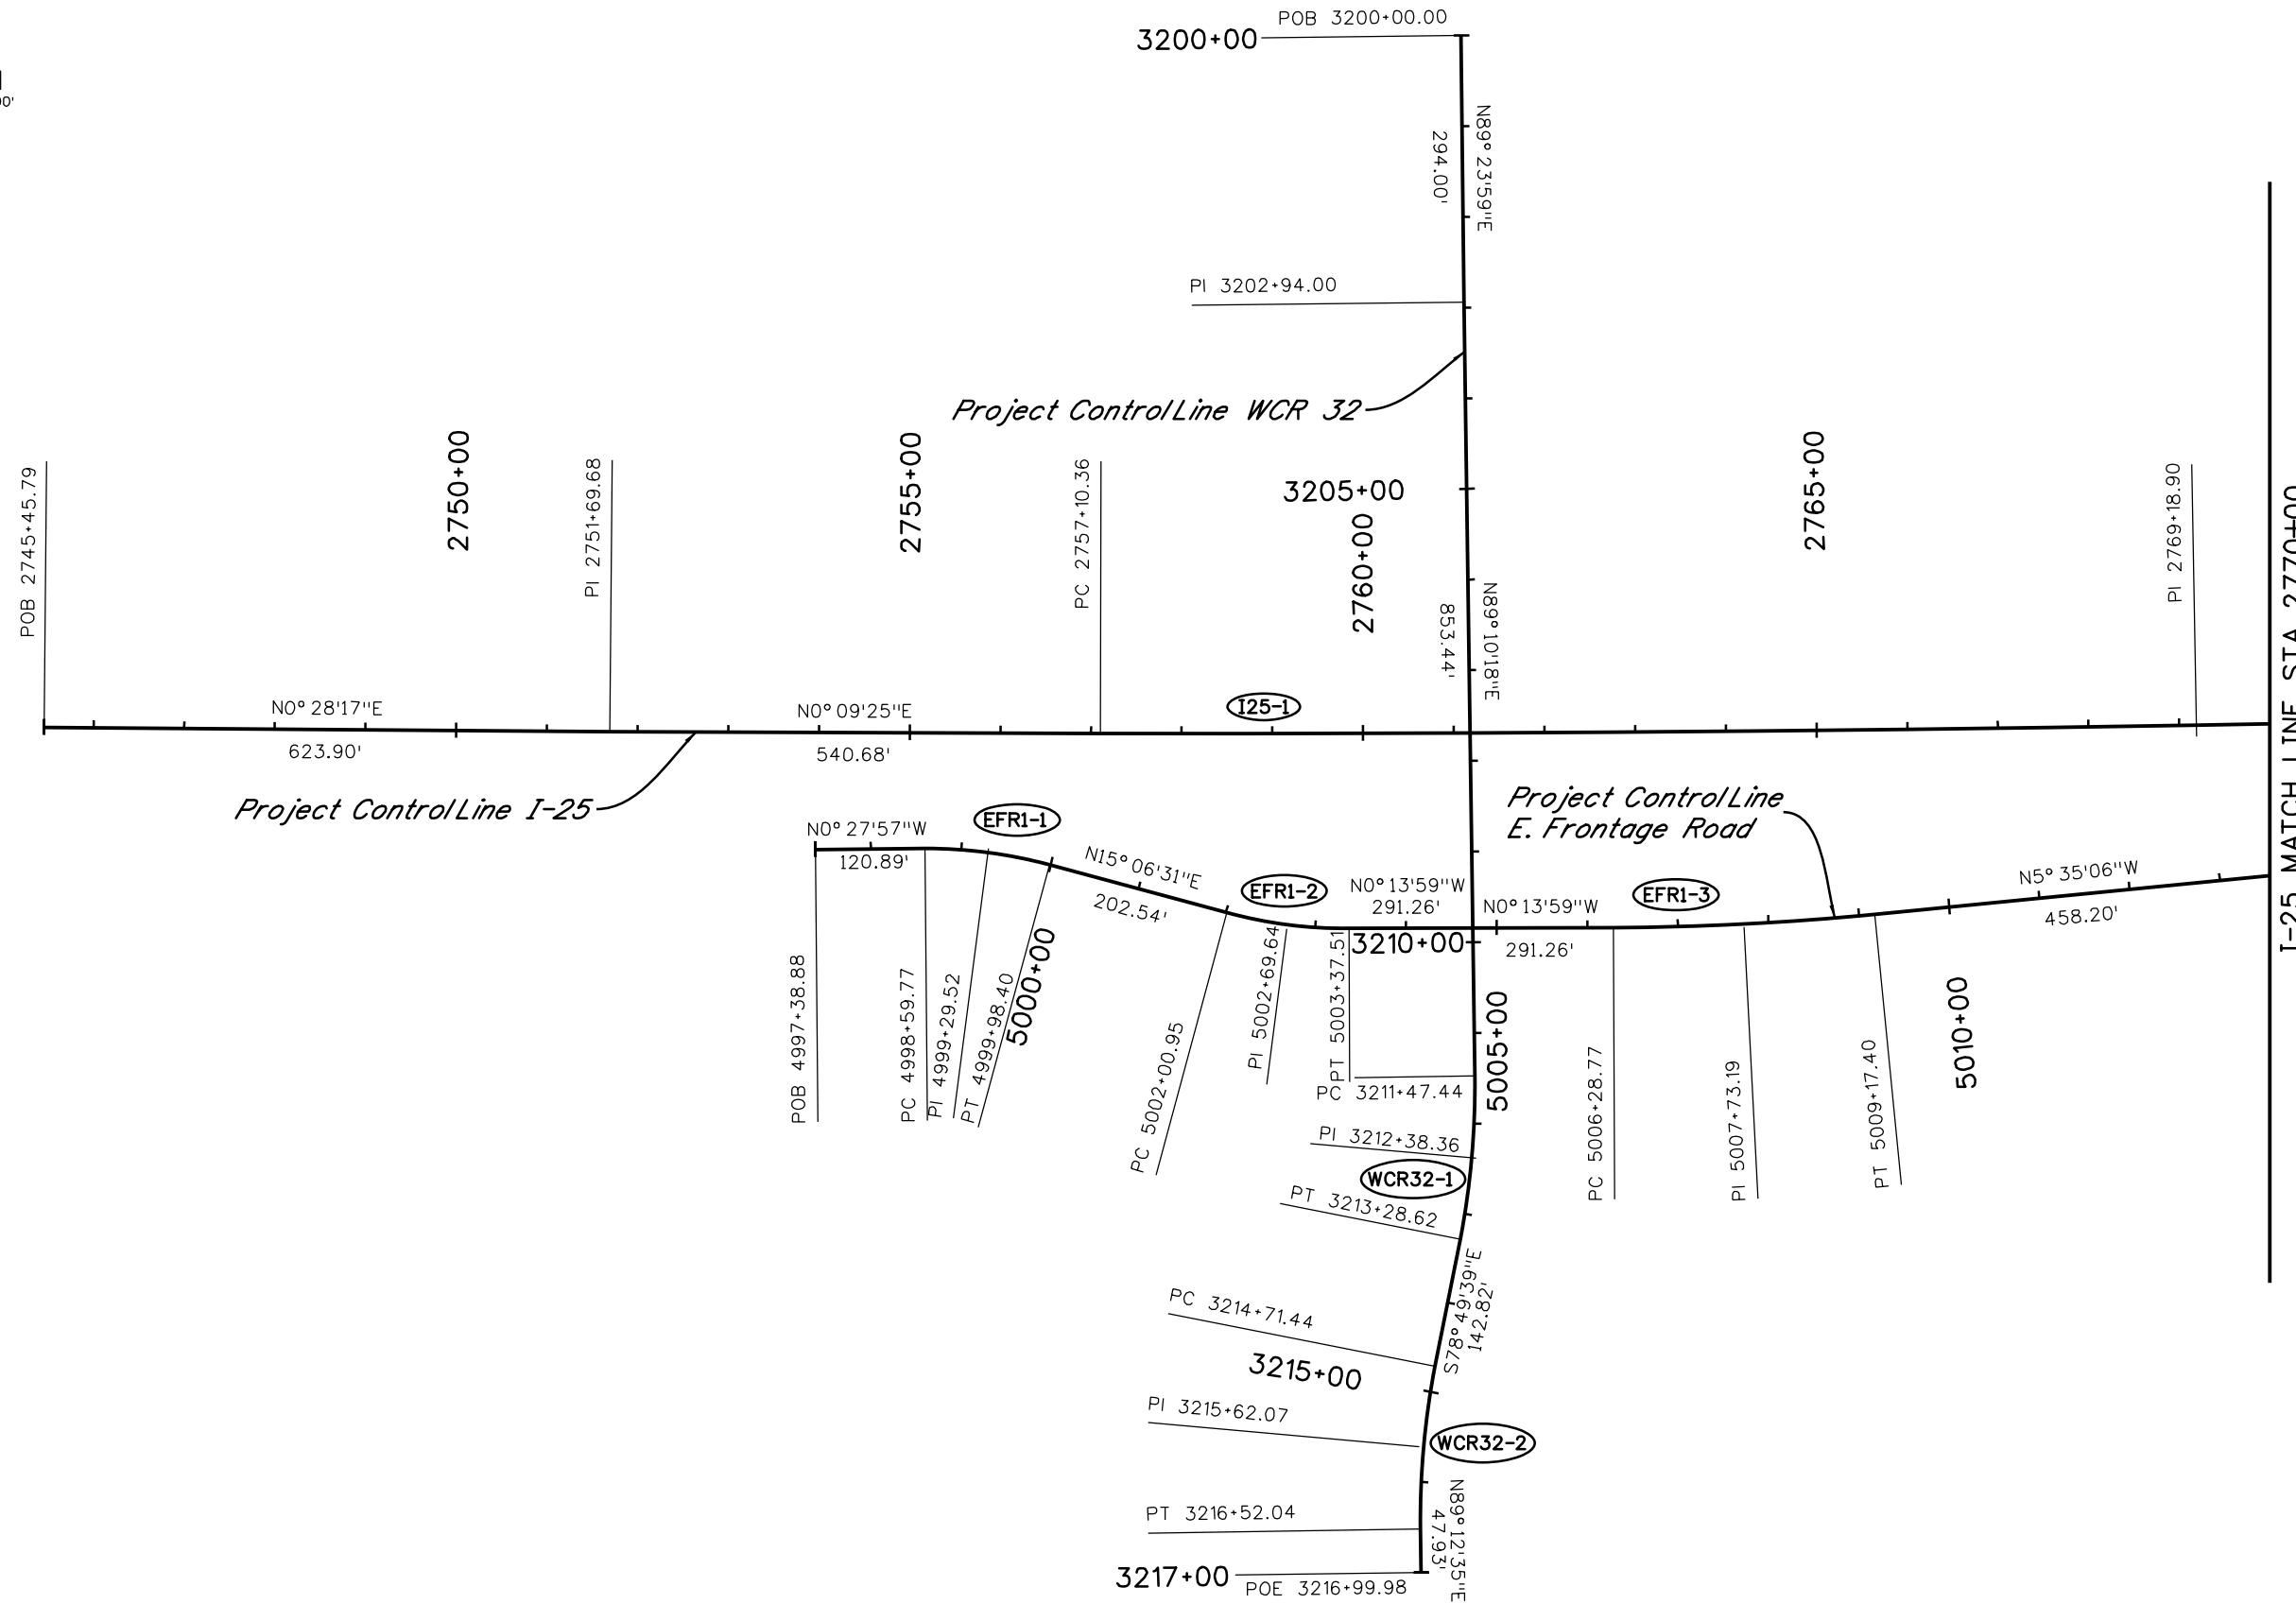 POB 3200+00.00
3200+00
N89°23'59"E
294.00'
PI 3202+94.00
Project Control Line WCR 32
POB 2745+45.79
2750+00
PI 2751+69.68
2755+00
PC 2757+10.36
3205+00
2760+00
2765+00
PI 2769+18.90
I-25 MATCH LINE STA 2770+00
N89°10'18"E
853.44'
N0°28'17"E
623.90'
N0°09'25"E
540.68'
I25-1
Project Control Line I-25
Project Control Line
E. Frontage Road
N0°27'57"W
120.89'
EFR1-1
N15°06'31"E
202.54'
EFR1-2
N0°13'59"W
291.26'
N0°13'59"W
291.26'
EFR1-3
N5°35'06"W
458.20'
POB 4997+38.88
PC 4998+59.77
PI 4999+29.52
PT 4999+98.40
5000+00
PC 5002+00.95
PI 5002+69.64
PT 5003+37.51
3210+00
5005+00
PC 3211+47.44
PC 5006+28.77
PI 5007+73.19
PT 5009+17.40
5010+00
PI 3212+38.36
WCR32-1
PT 3213+28.62
S78°49'39"E
142.82'
PC 3214+71.44
3215+00
PI 3215+62.07
WCR32-2
PT 3216+52.04
N89°12'35"E
47.93'
3217+00
POE 3216+99.98